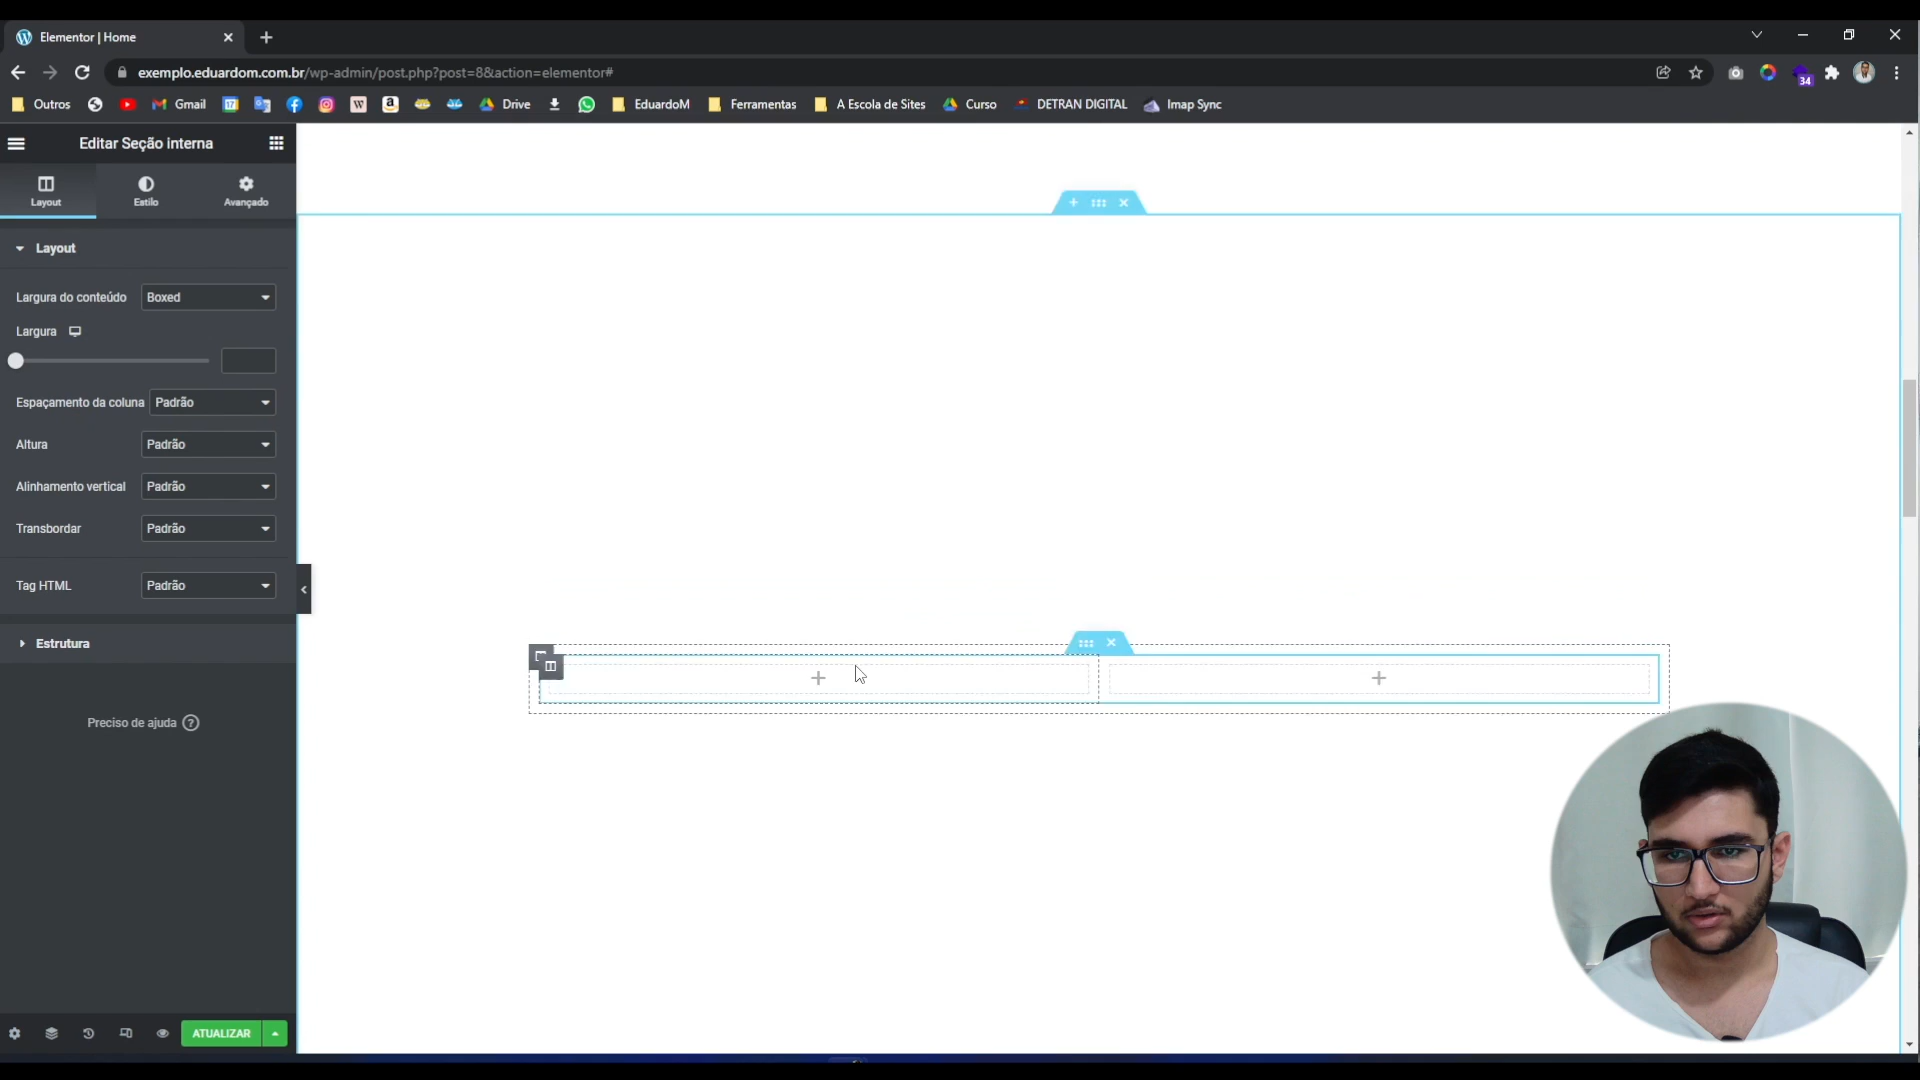 Elementor | Home
exemplo.eduardom.com.br/wp-admin/post.php?post=8&action=elementor#
34
Outros
Gmail
17
W
a
Drive
EduardoM
Ferramentas
A Escola de Sites
Curso
DETRAN DIGITAL
Imap Sync
Editar Seção interna
Layout
Estilo
Avançado
Layout
Largura do conteúdo
Boxed
Largura
Espaçamento da coluna
Padrão
Altura
Padrão
Alinhamento vertical
Padrão
Transbordar
Padrão
Tag HTML
Padrão
Estrutura
Preciso de ajuda ?
ATUALIZAR